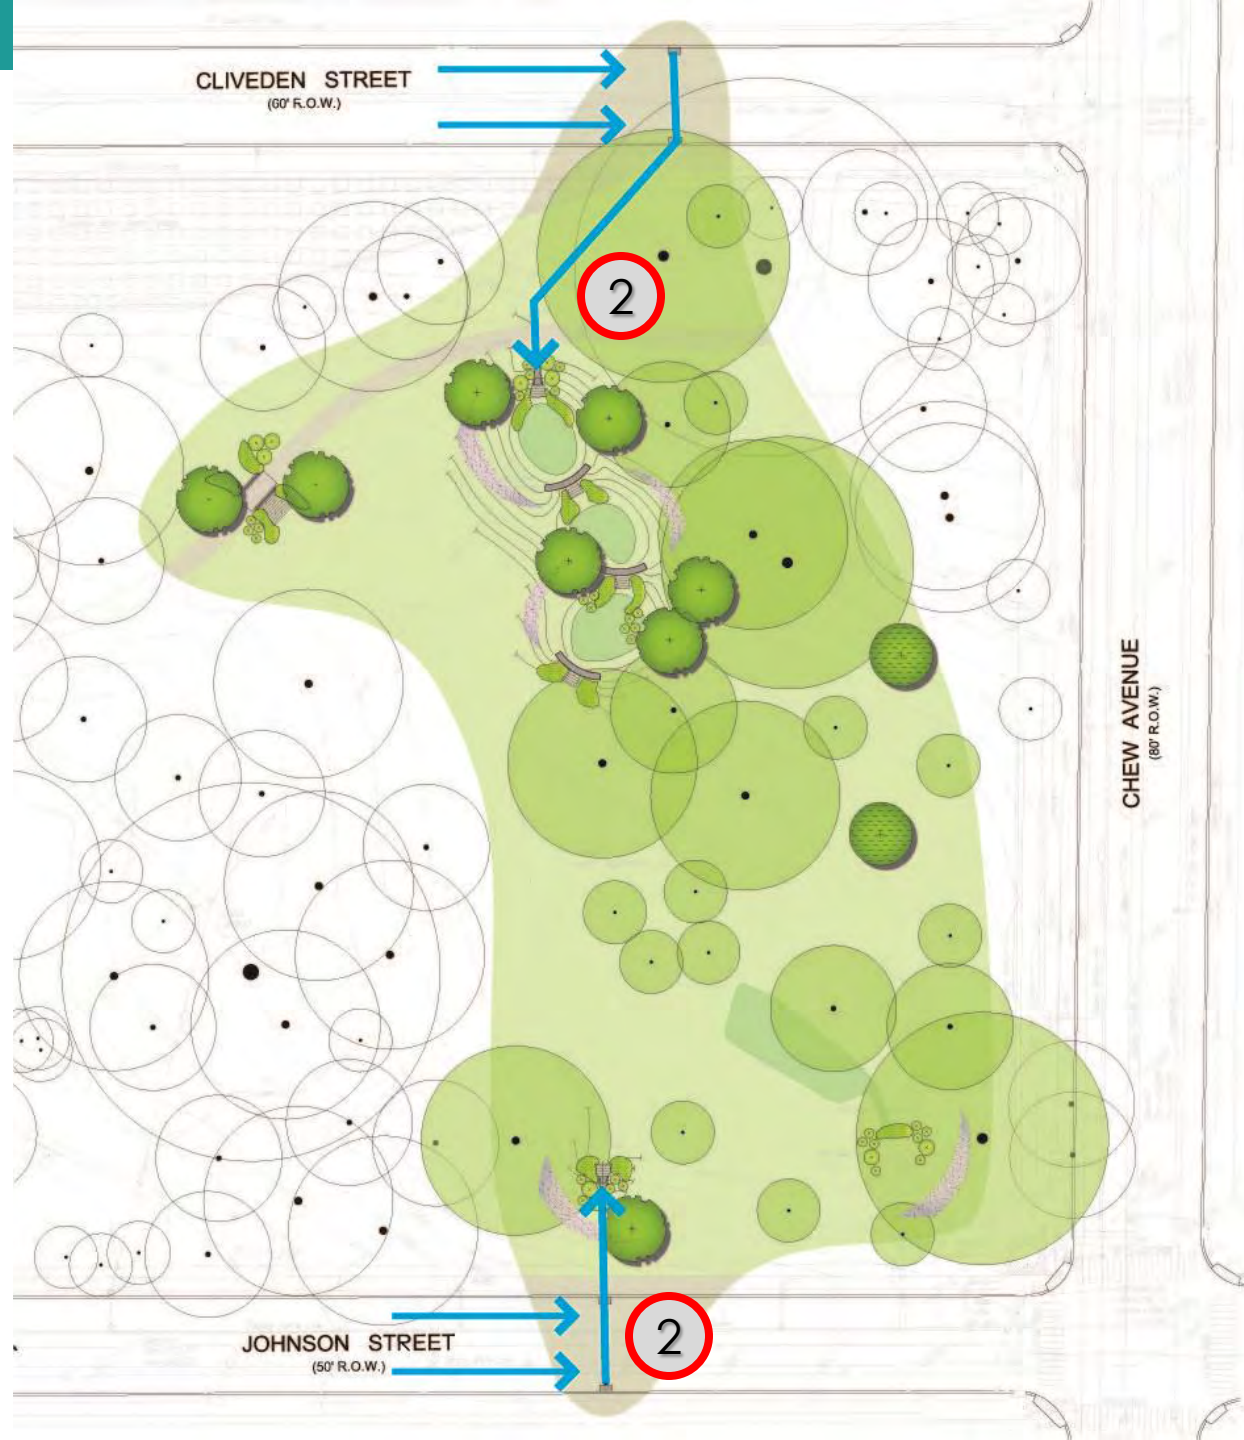 CLIVEDEN STREET
(60' R.O.W.)
2
CHEW AVENUE
(80' R.O.W.)
2
JOHNSON STREET
(50' R.O.W.)